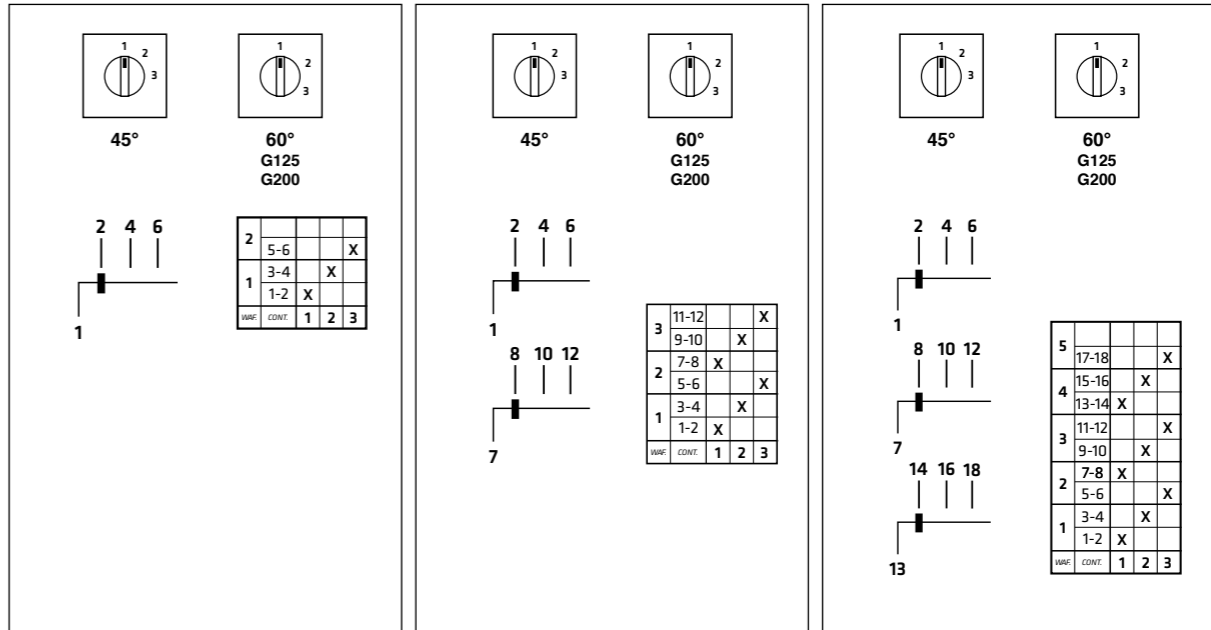 1
2
3
1
2
3
45°
60°
G125
G200
2 4 6
1
2
5-6 X
1 3-4 X
1-2 X
WAF. CONT. 1 2 3
1
2
3
1
2
3
45°
60°
G125
G200
2 4 6
1
8 10 12
7
3 11-12 X
9-10 X
2 7-8 X
5-6 X
1 3-4 X
1-2 X
WAF. CONT. 1 2 3
1
2
3
1
2
3
45°
60°
G125
G200
2 4 6
1
8 10 12
7
14 16 18
13
5
17-18 X
4 15-16 X
13-14 X
3 11-12 X
9-10 X
2 7-8 X
5-6 X
1 3-4 X
1-2 X
WAF. CONT. 1 2 3